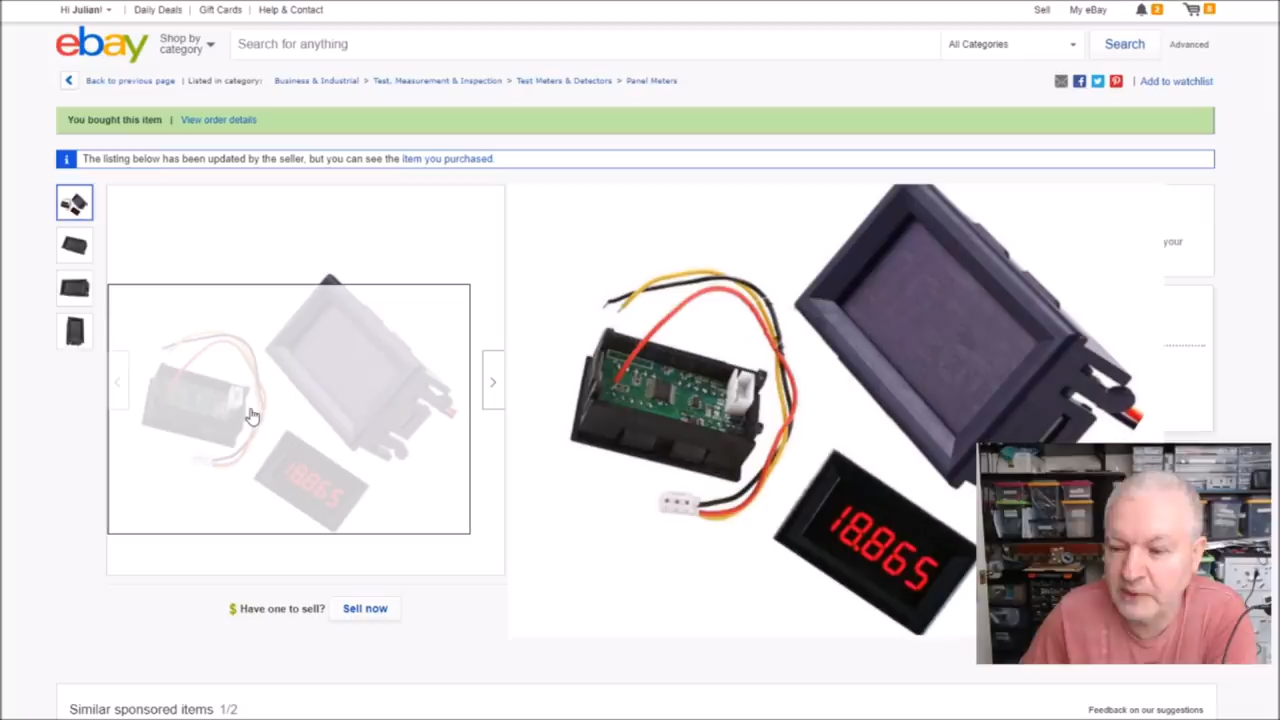 Hi Julian!
Daily Deals
Gift Cards
Help & Contact
Sell
My eBay
2
8
ebay
Shop by
category
Search for anything
All Categories
Search
Advanced
Back to previous page | Listed in category:
Business & Industrial > Test, Measurement & Inspection > Test Meters & Detectors > Panel Meters
| Add to watchlist
You bought this item | View order details
i The listing below has been updated by the seller, but you can see the item you purchased.
your
18.865
18.865
$ Have one to sell? Sell now
Similar sponsored items 1/2
Feedback on our suggestions